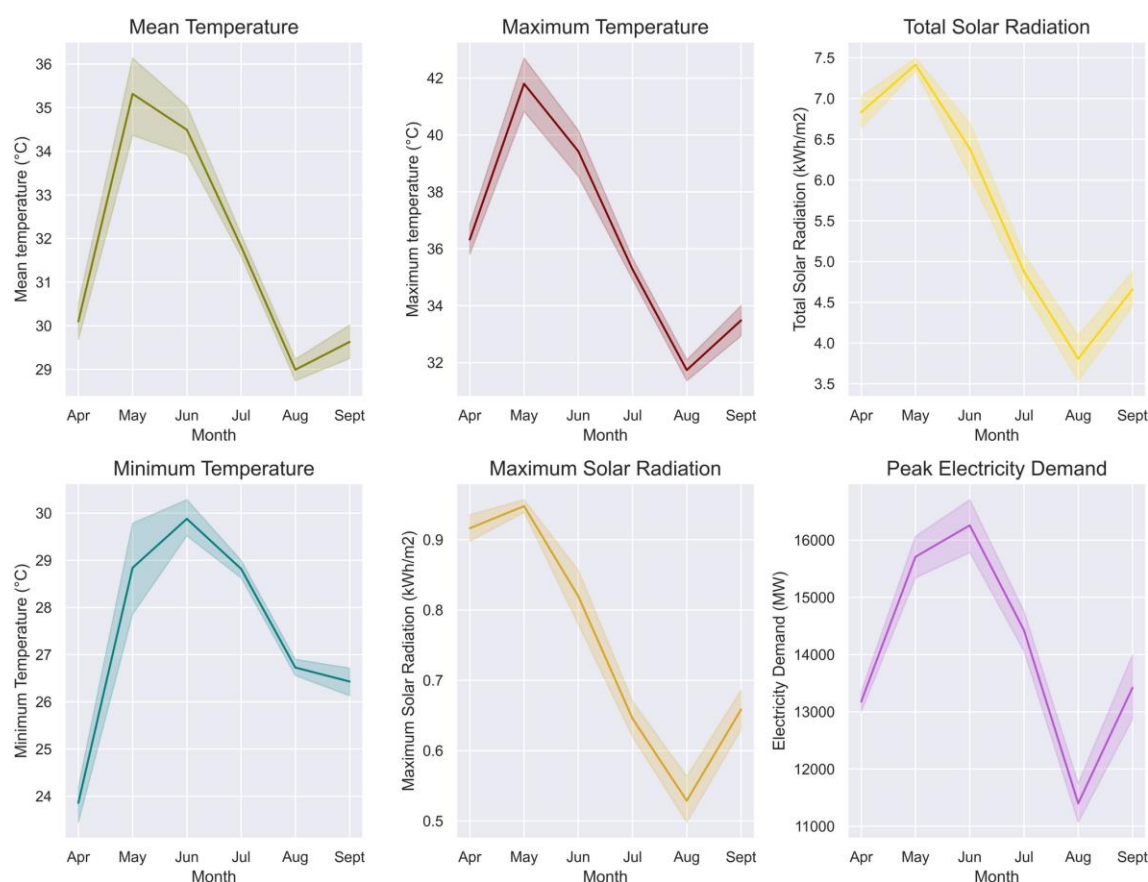 Mean Temperature
Mean temperature (°C)
36
35
34
33
32
31
30
29
Apr May Jun Jul Aug Sept
Month
Maximum Temperature
Maximum temperature (°C)
42
40
38
36
34
32
Apr May Jun Jul Aug Sept
Month
Total Solar Radiation
Total Solar Radiation (kWh/m2)
7.5
7.0
6.5
6.0
5.5
5.0
4.5
4.0
3.5
Apr May Jun Jul Aug Sept
Month
Minimum Temperature
Minimum Temperature (°C)
30
29
28
27
26
25
24
Apr May Jun Jul Aug Sept
Month
Maximum Solar Radiation
Maximum Solar Radiation (kWh/m2)
0.9
0.8
0.7
0.6
0.5
Apr May Jun Jul Aug Sept
Month
Peak Electricity Demand
Electricity Demand (MW)
16000
15000
14000
13000
12000
11000
Apr May Jun Jul Aug Sept
Month